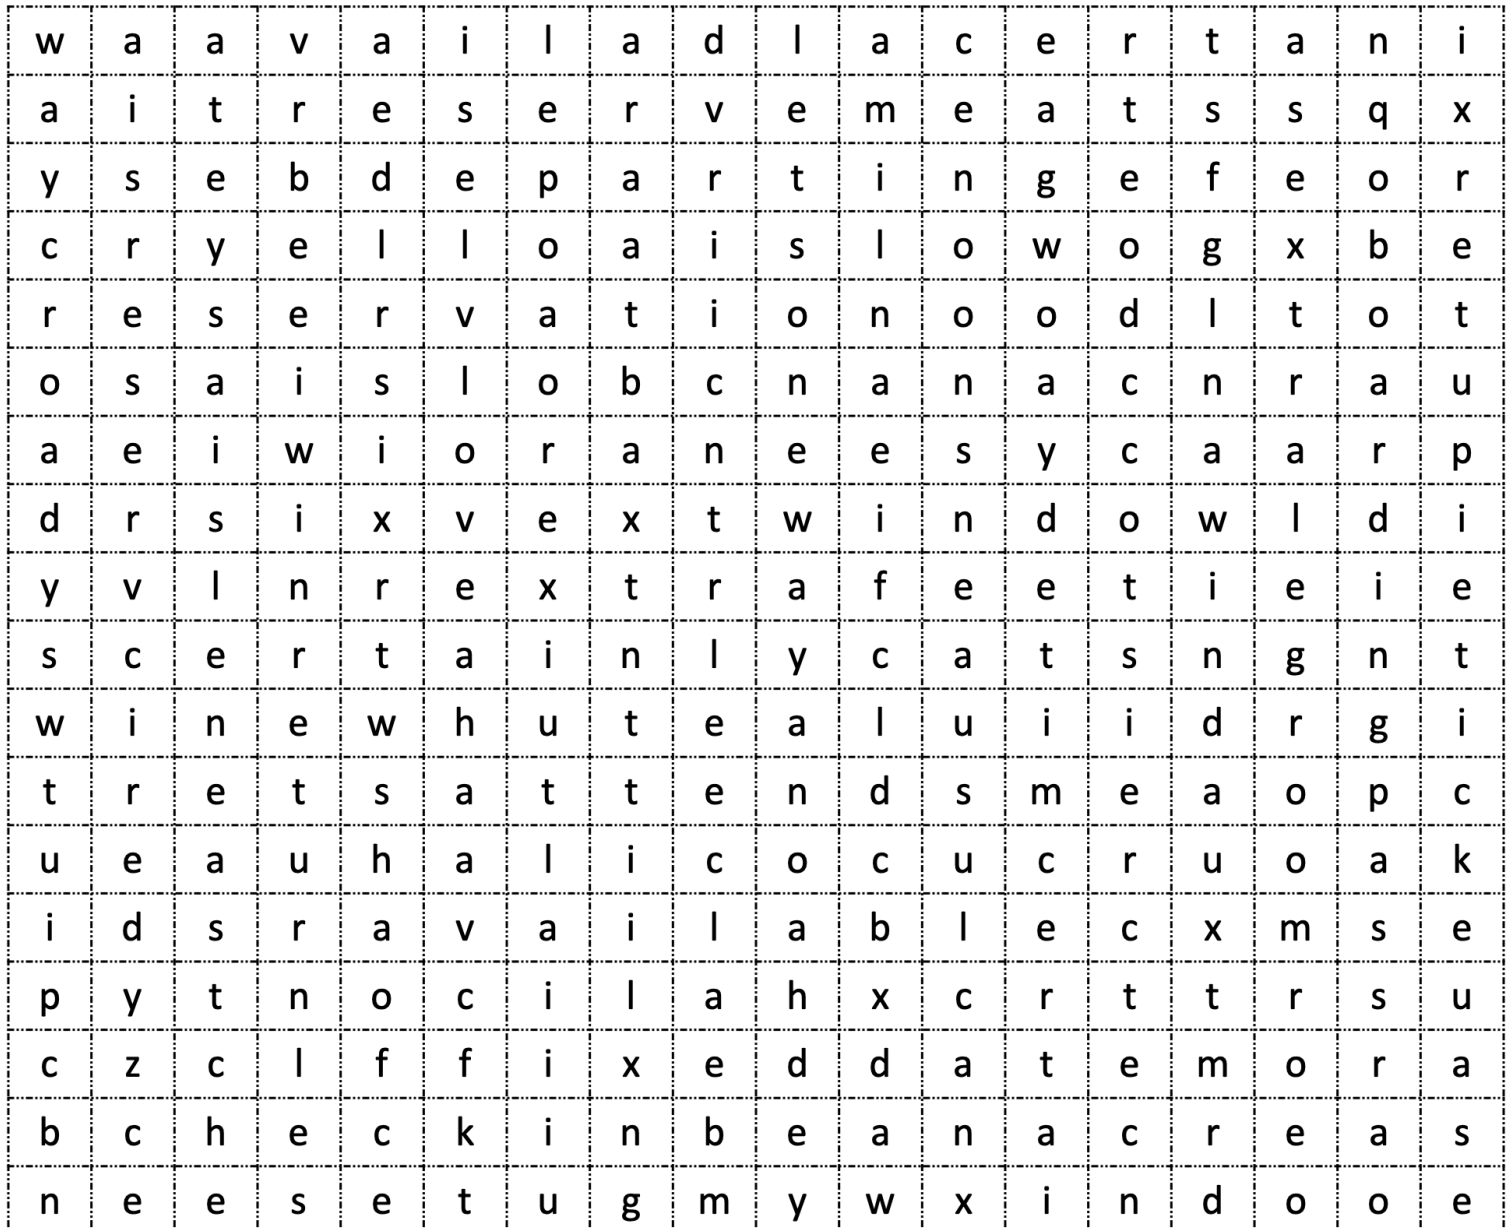 w a a v a i l a d l a c e r t a n i
a i t r e s e r v e m e a t s s q x
y s e b d e p a r t i n g e f e o r
c r y e l l o a i s l o w o g x b e
r e s e r v a t i o n o o d l t o t
o s a i s l o b c n a n a c n r a u
a e i w i o r a n e e s y c a a r p
d r s i x v e x t w i n d o w l d i
y v l n r e x t r a f e e t i e i e
s c e r t a i n l y c a t s n g n t
w i n e w h u t e a l u i i d r g i
t r e t s a t t e n d s m e a o p c
u e a u h a l i c o c u c r u o a k
i d s r a v a i l a b l e c x m s e
p y t n o c i l a h x c r t t r s u
c z c l f f i x e d d a t e m o r a
b c h e c k i n b e a n a c r e a s
n e e s e t u g m y w x i n d o o e